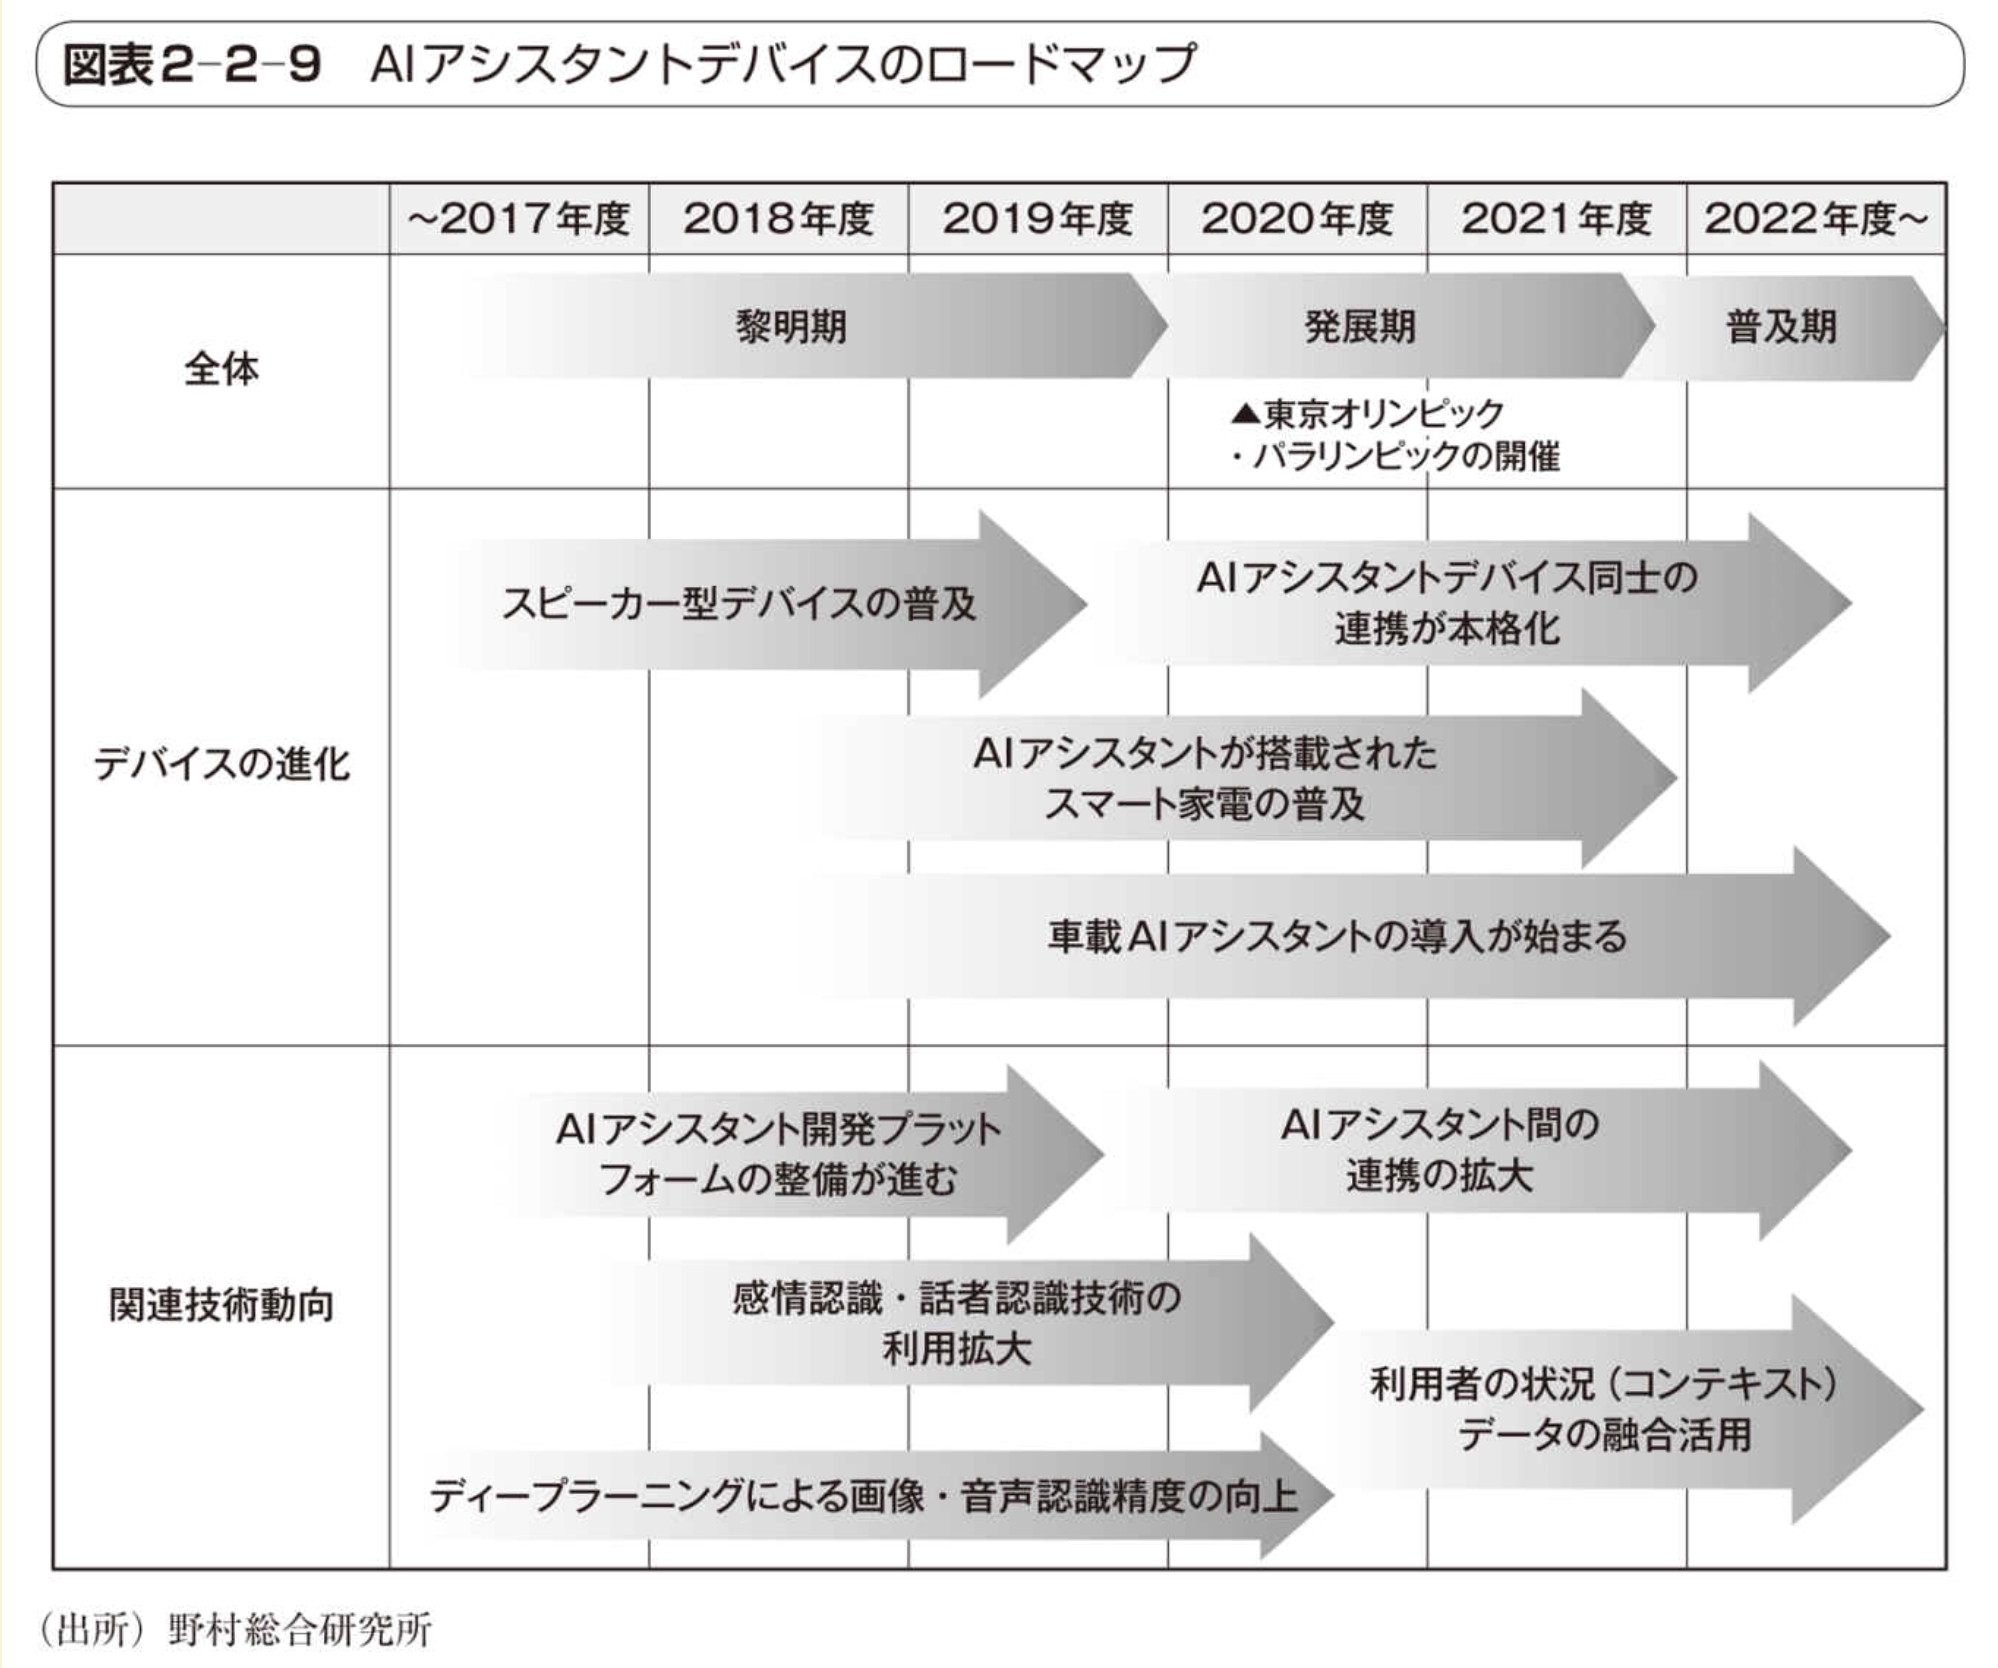 図表2-2-9 AIアシスタントデバイスのロードマップ
～2017年度 2018年度 2019年度 2020年度 2021年度 2022年度～
全体
黎明期 発展期 普及期
▲東京オリンピック
・パラリンピックの開催
デバイスの進化
スピーカー型デバイスの普及
AIアシスタントデバイス同士の
連携が本格化
AIアシスタントが搭載された
スマート家電の普及
車載AIアシスタントの導入が始まる
関連技術動向
AIアシスタント開発プラット
フォームの整備が進む
AIアシスタント間の
連携の拡大
感情認識・話者認識技術の
利用拡大
利用者の状況（コンテキスト）
データの融合活用
ディープラーニングによる画像・音声認識精度の向上
（出所）野村総合研究所